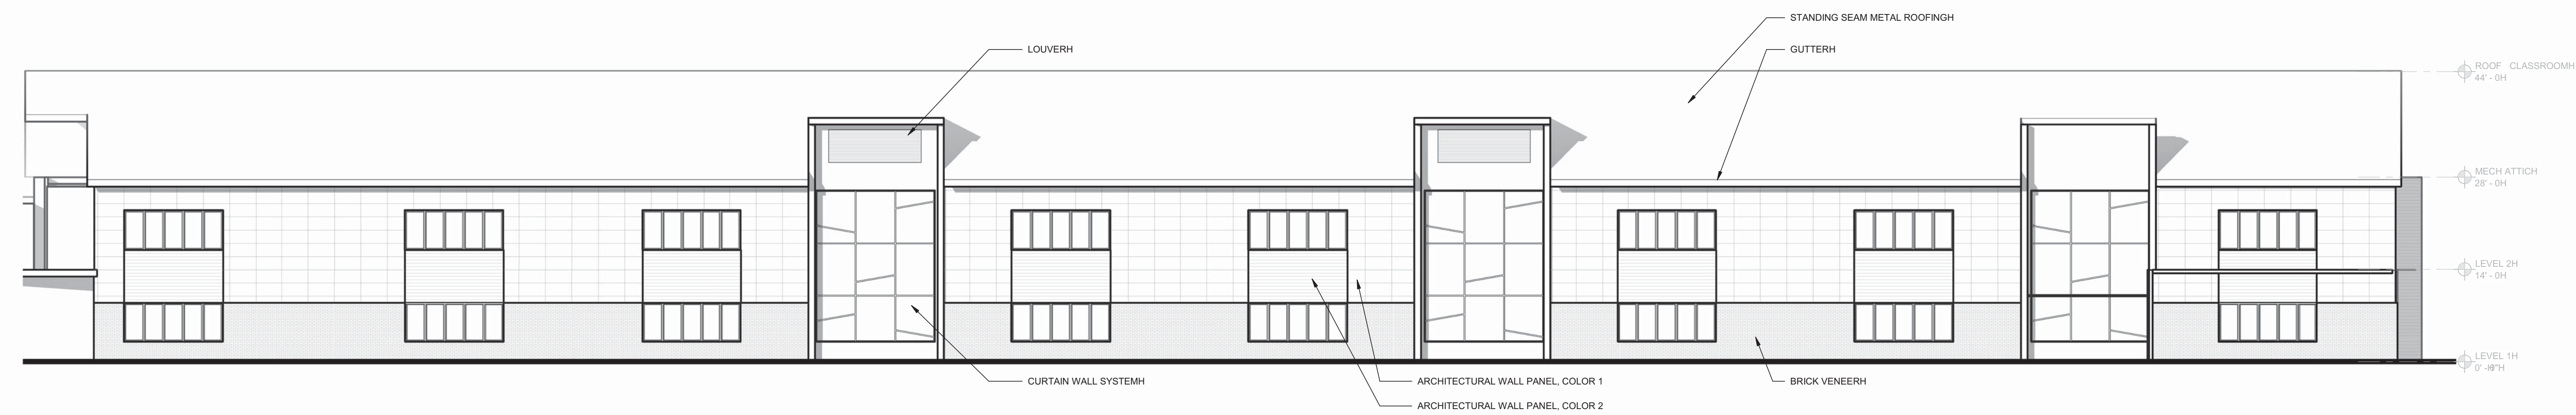 STANDING SEAM METAL ROOFINGH
LOUVERH
GUTTERH
ROOF CLASSROOMH
44' - 0H
MECH ATTICH
28' - 0H
LEVEL 2H
14' - 0H
LEVEL 1H
0' -
CURTAIN WALL SYSTEMH
ARCHITECTURAL WALL PANEL, COLOR 1
BRICK VENEERH
ARCHITECTURAL WALL PANEL, COLOR 2